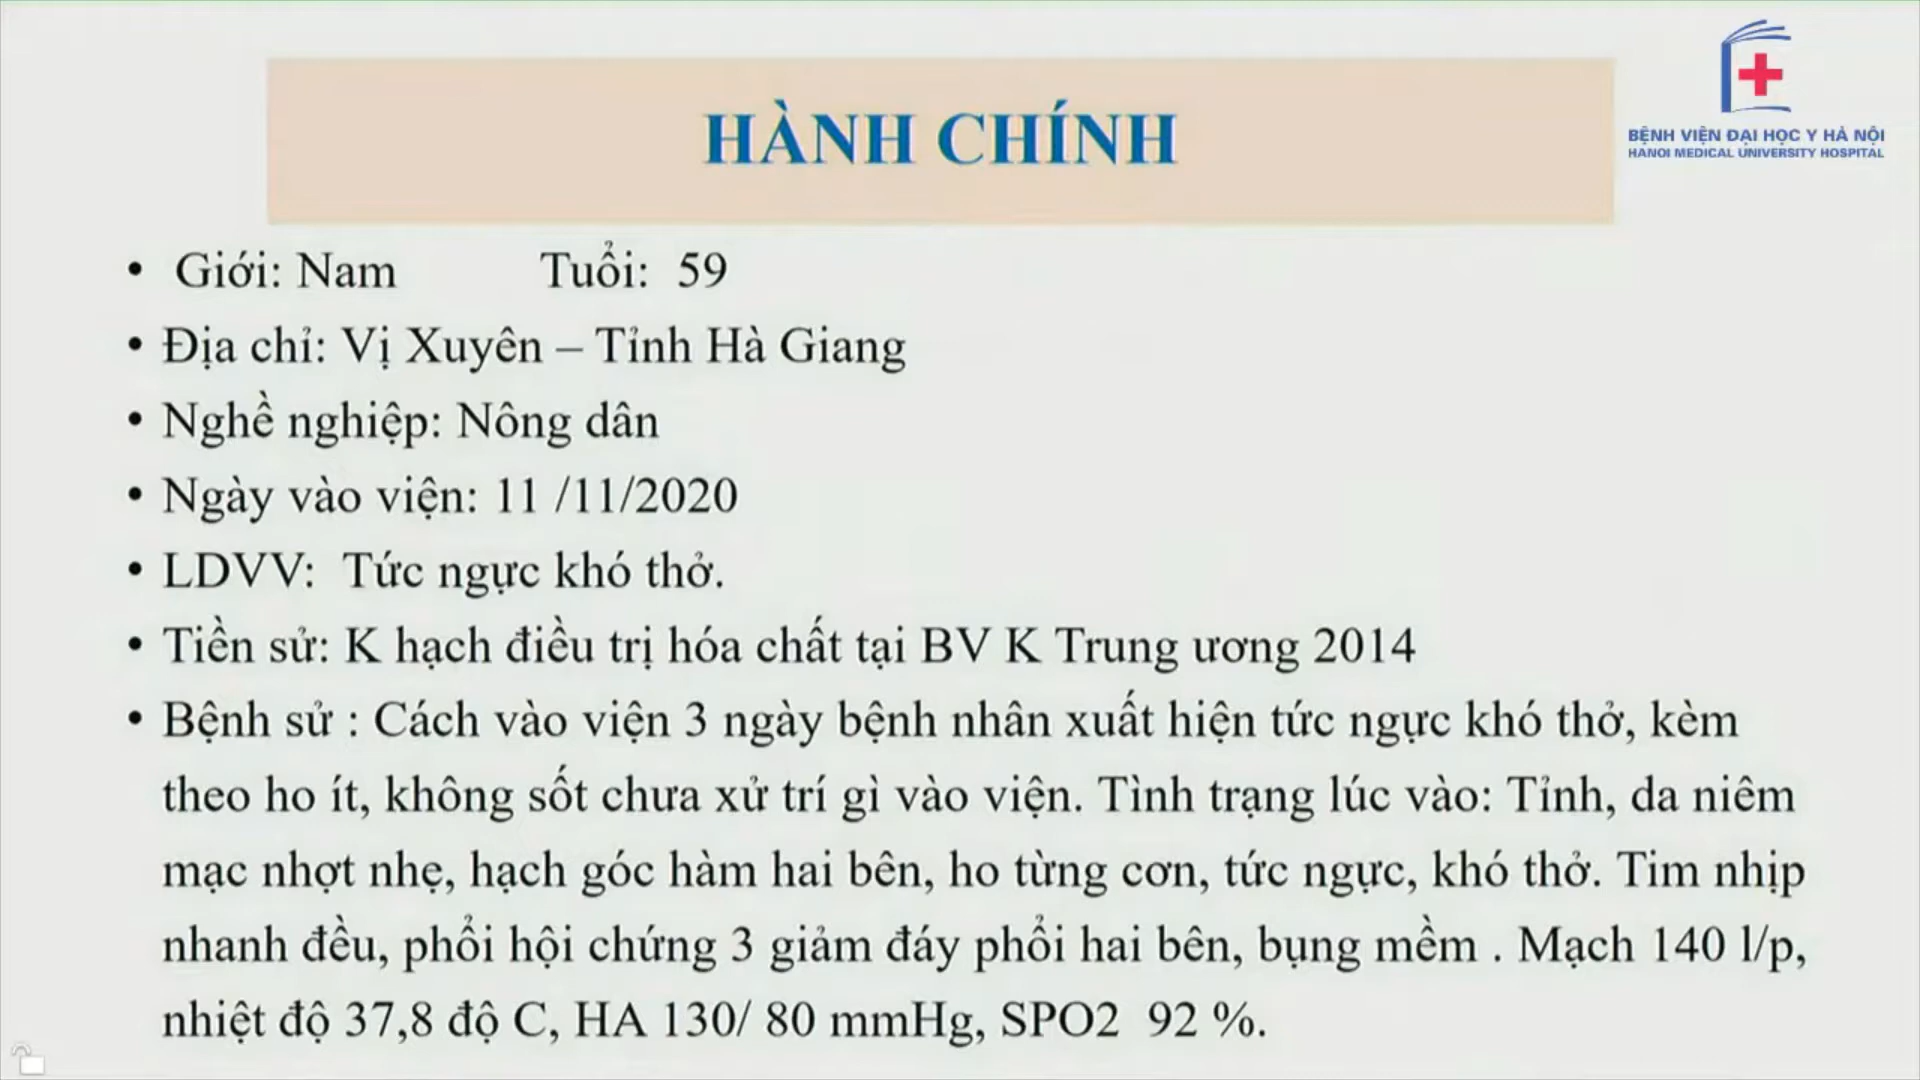 BỆNH VIỆN ĐẠI HỌC Y HÀ NỘI
HANOI MEDICAL UNIVERSITY HOSPITAL
HÀNH CHÍNH
• Giới: Nam Tuổi: 59
• Địa chỉ: Vị Xuyên – Tỉnh Hà Giang
• Nghề nghiệp: Nông dân
• Ngày vào viện: 11 /11/2020
• LDVV: Tức ngực khó thở.
• Tiền sử: K hạch điều trị hóa chất tại BV K Trung ương 2014
• Bệnh sử : Cách vào viện 3 ngày bệnh nhân xuất hiện tức ngực khó thở, kèm
theo ho ít, không sốt chưa xử trí gì vào viện. Tình trạng lúc vào: Tỉnh, da niêm
mạc nhợt nhẹ, hạch góc hàm hai bên, ho từng cơn, tức ngực, khó thở. Tim nhịp
nhanh đều, phổi hội chứng 3 giảm đáy phổi hai bên, bụng mềm . Mạch 140 l/p,
nhiệt độ 37,8 độ C, HA 130/ 80 mmHg, SPO2 92 %.